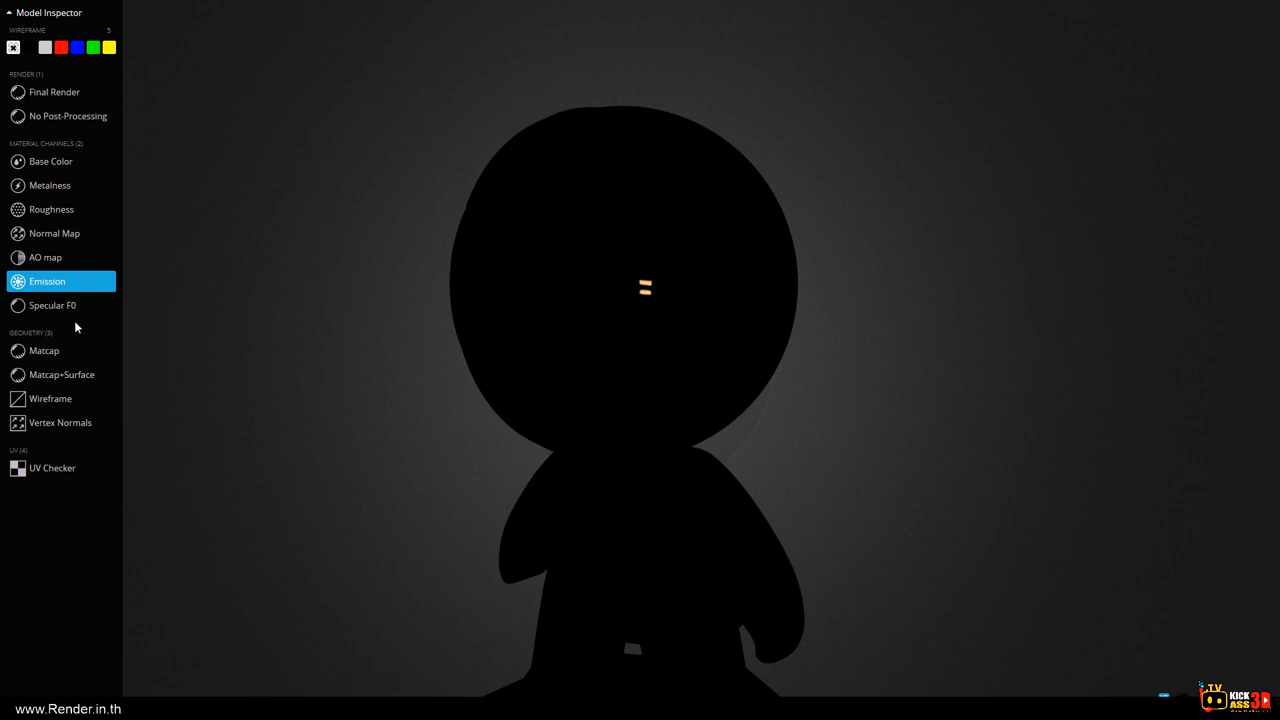 Model Inspector
WIREFRAME 5
RENDER (1)
Final Render
No Post-Processing
MATERIAL CHANNELS (2)
Base Color
Metalness
Roughness
Normal Map
AO map
Emission
Specular F0
GEOMETRY (3)
Matcap
Matcap+Surface
Wireframe
Vertex Normals
UV (4)
UV Checker
www.Render.in.th
TV
KICK
ASS 3D